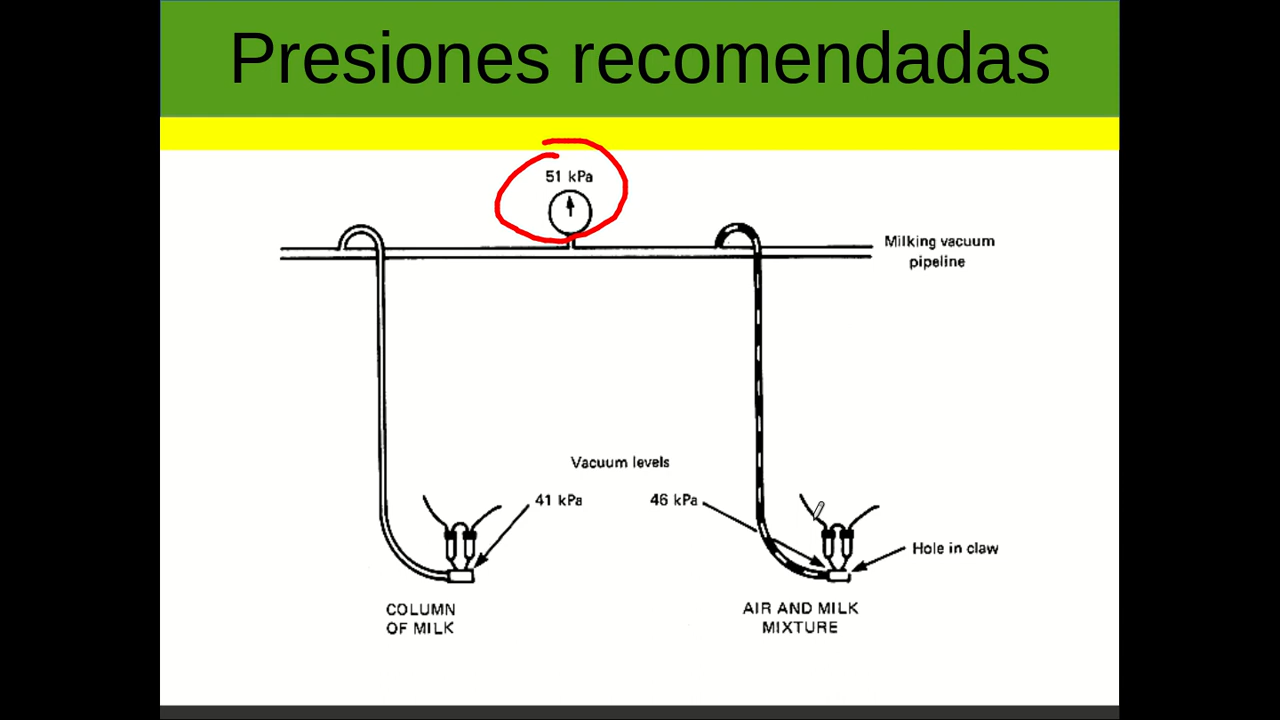 Presiones recomendadas
51 kPa
Milking vacuum
pipeline
Vacuum levels
41 kPa
46 kPa
Hole in claw
COLUMN
OF MILK
AIR AND MILK
MIXTURE